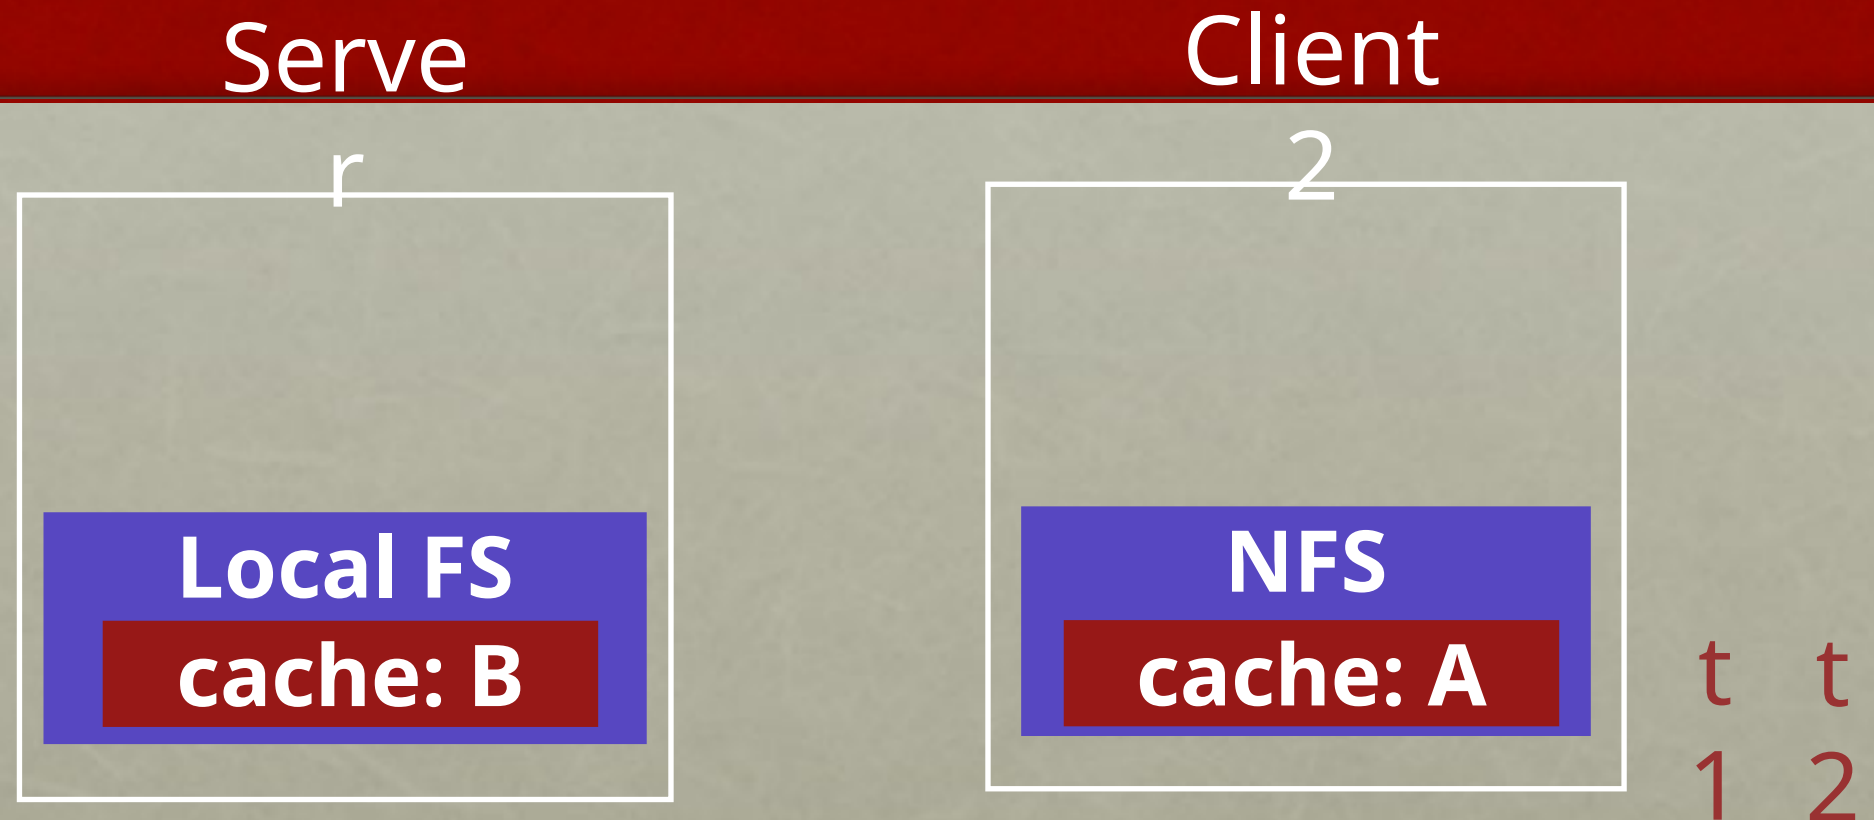 Serve
r
Client
2
Local FS
cache: B
NFS
cache: A
t
1
t
2